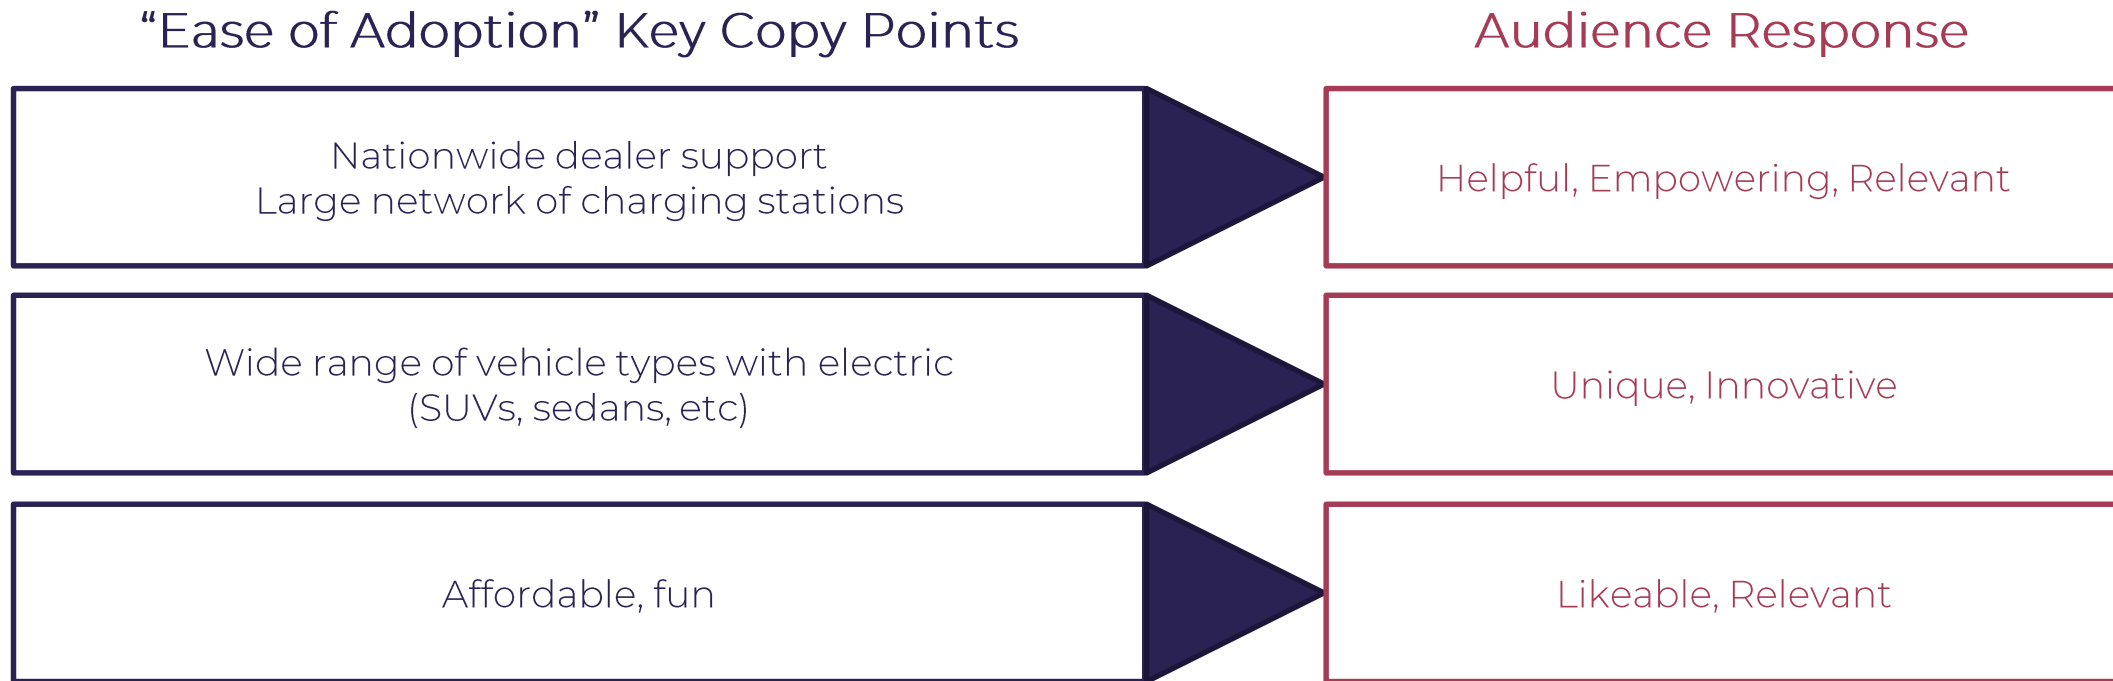 “Ease of Adoption” Key Copy Points
Audience Response
Nationwide dealer support
Large network of charging stations
Helpful, Empowering, Relevant
Wide range of vehicle types with electric
(SUVs, sedans, etc)
Unique, Innovative
Affordable, fun
Likeable, Relevant